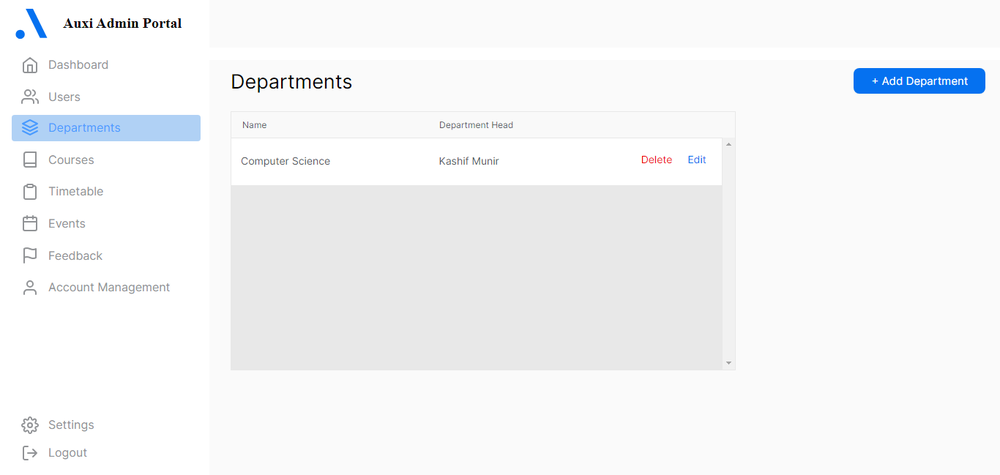 Auxi Admin Portal
Dashboard
Users
Departments
Courses
Timetable
Events
Feedback
Account Management
Settings
Logout
Departments
+ Add Department
Name Department Head
Computer Science Kashif Munir Delete Edit